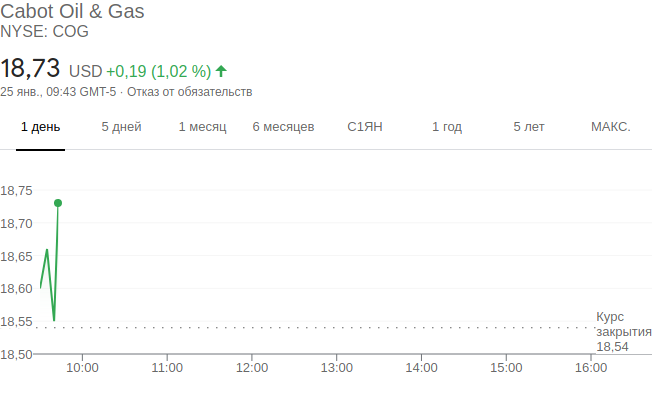 Cabot Oil & Gas
NYSE: COG
18,73 USD +0,19 (1,02 %)
25 янв., 09:43 GMT-5 · Отказ от обязательств
1 день 5 дней 1 месяц 6 месяцев С1ЯН 1 год 5 лет МАКС.
18,75
18,70
18,65
18,60
18,55
18,50
Курс
закрытия
18,54
10:00 11:00 12:00 13:00 14:00 15:00 16:00